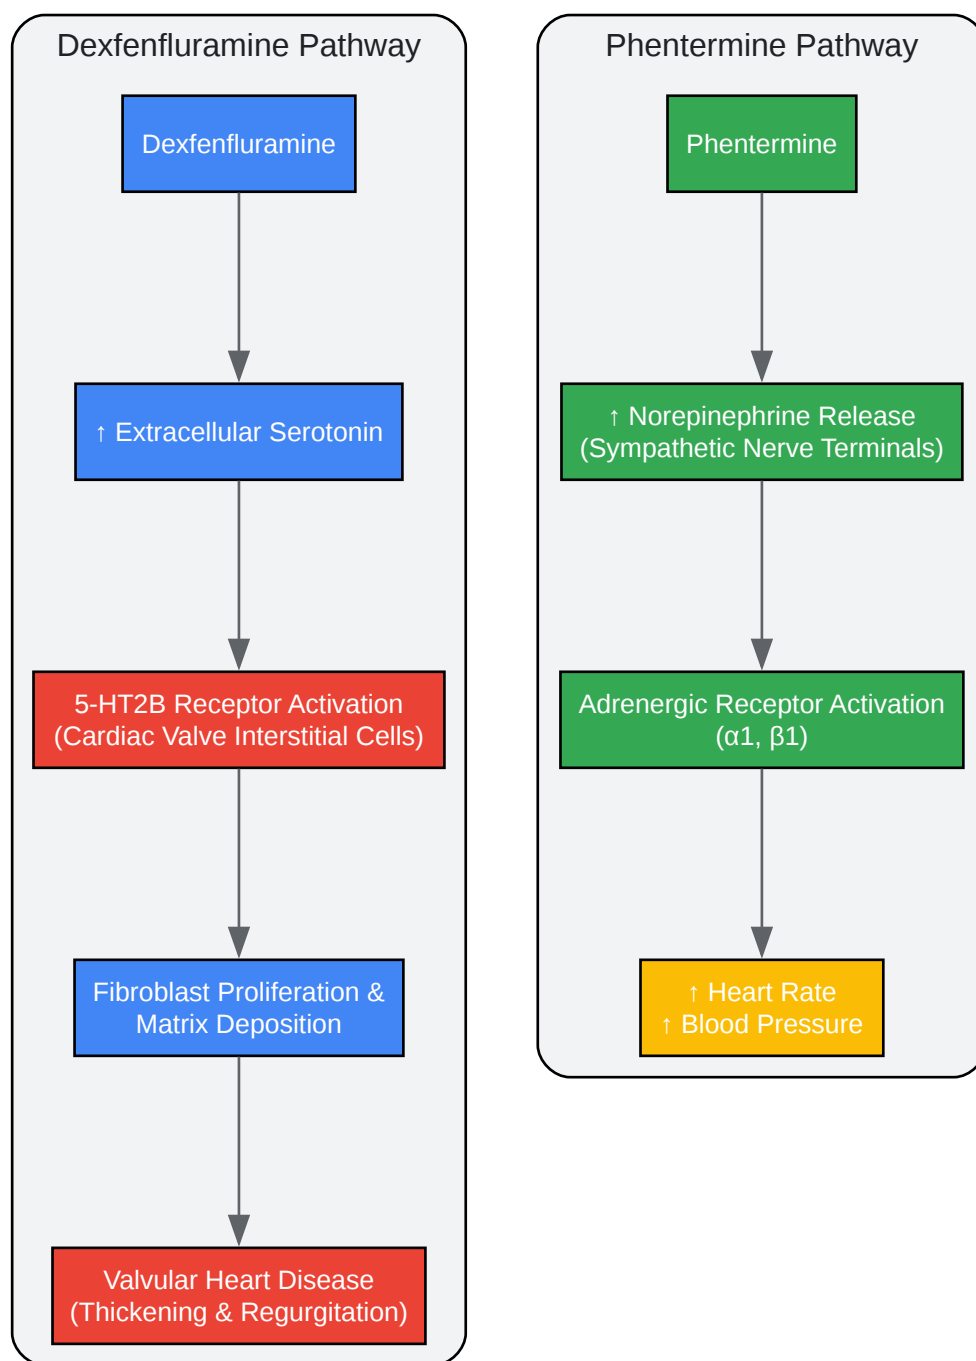 Dexfenfluramine Pathway
Dexfenfluramine
↑ Extracellular Serotonin
5-HT2B Receptor Activation
(Cardiac Valve Interstitial Cells)
Fibroblast Proliferation &
Matrix Deposition
Valvular Heart Disease
(Thickening & Regurgitation)
Phentermine Pathway
Phentermine
↑ Norepinephrine Release
(Sympathetic Nerve Terminals)
Adrenergic Receptor Activation
(α1, β1)
↑ Heart Rate
↑ Blood Pressure